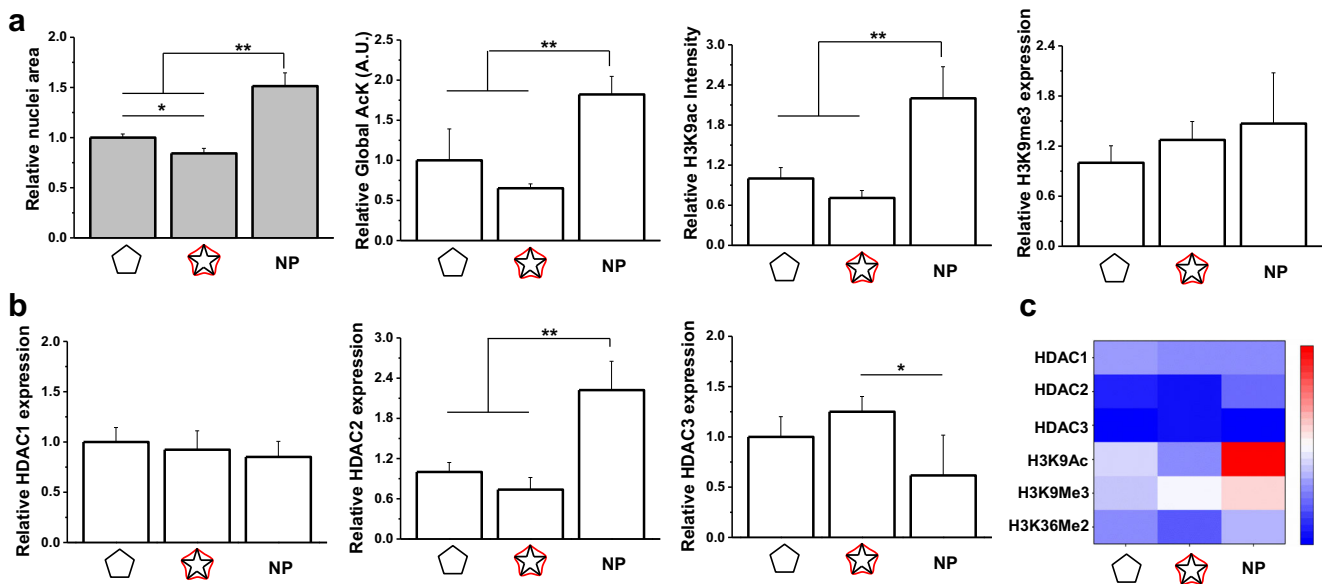 a
Relative nuclei area
2.0
1.5
1.0
0.5
0.0
*
**
NP
Relative Global AcK (A.U.)
2.5
2.0
1.5
1.0
0.5
0.0
**
NP
Relative H3K9ac Intensity
3.0
2.4
1.8
1.2
0.6
0.0
**
NP
Relative H3K9me3 expression
2.4
1.8
1.2
0.6
0.0
NP
b
Relative HDAC1 expression
2.0
1.5
1.0
0.5
0.0
NP
Relative HDAC2 expression
3.0
2.4
1.8
1.2
0.6
0.0
**
NP
Relative HDAC3 expression
2.0
1.5
1.0
0.5
0.0
*
NP
c
HDAC1
HDAC2
HDAC3
H3K9Ac
H3K9Me3
H3K36Me2
NP